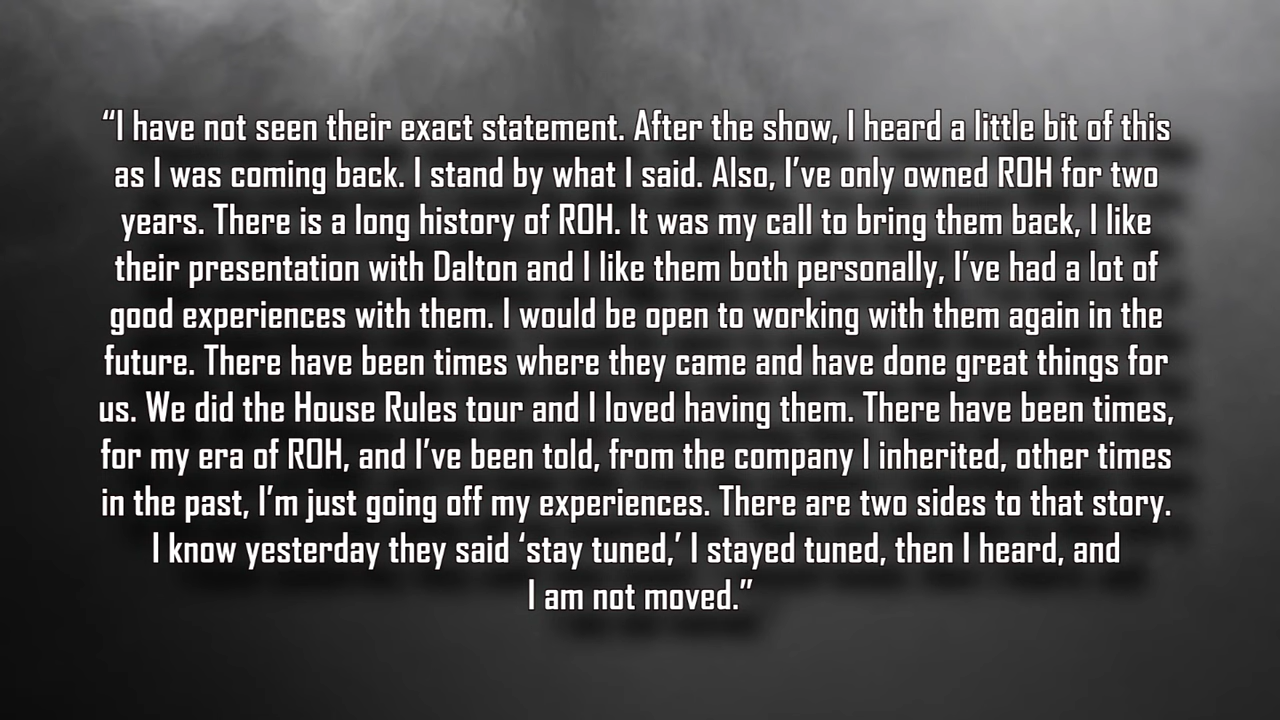 “I have not seen their exact statement. After the show, I heard a little bit of this
as I was coming back. I stand by what I said. Also, I’ve only owned ROH for two
years. There is a long history of ROH. It was my call to bring them back, I like
their presentation with Dalton and I like them both personally, I’ve had a lot of
good experiences with them. I would be open to working with them again in the
future. There have been times where they came and have done great things for
us. We did the House Rules tour and I loved having them. There have been times,
for my era of ROH, and I’ve been told, from the company I inherited, other times
in the past, I’m just going off my experiences. There are two sides to that story.
I know yesterday they said ‘stay tuned,’ I stayed tuned, then I heard, and
I am not moved.”